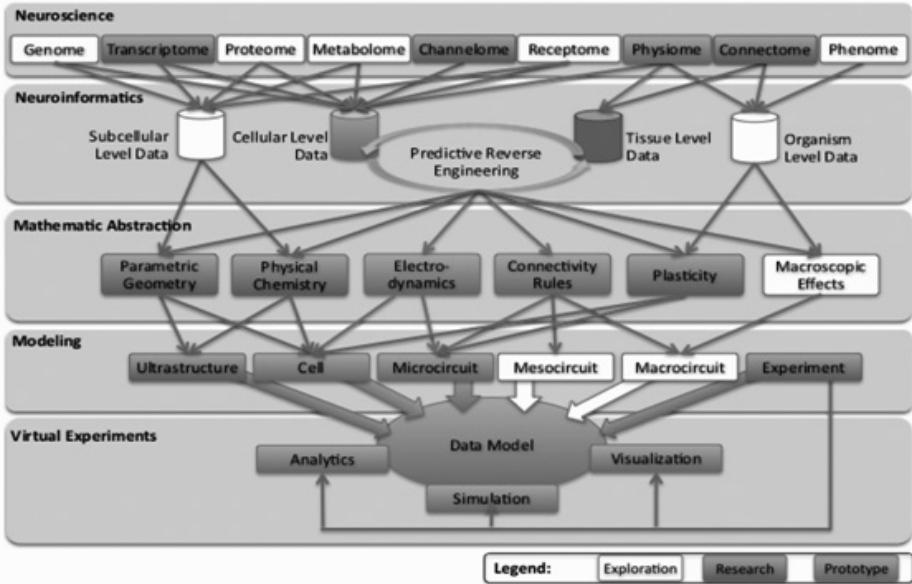 Neuroscience
Genome Transcriptome Proteome Metabolome Channelome Receptome Physiome Connectome Phenome
Neuroinformatics
Subcellular
Level Data
Cellular Level
Data
Predictive Reverse
Engineering
Tissue Level
Data
Organism
Level Data
Mathematic Abstraction
Parametric
Geometry
Physical
Chemistry
Electro-
dynamics
Connectivity
Rules
Plasticity
Macroscopic
Effects
Modeling
Ultrastructure Cell Microcircuit Mesocircuit Macrocircuit Experiment
Virtual Experiments
Data Model
Analytics Visualization
Simulation
Legend: Exploration Research Prototype